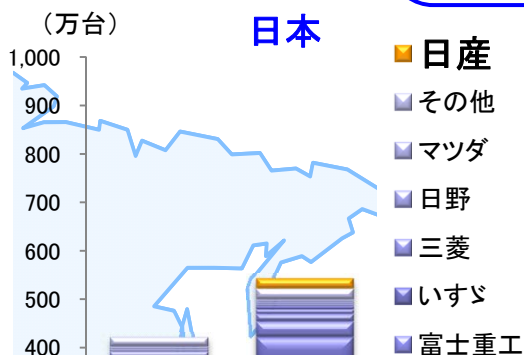 (万台)
日本
1,000
900
800
700
600
500
400
日産
その他
マツダ
日野
三菱
いすゞ
富士重工